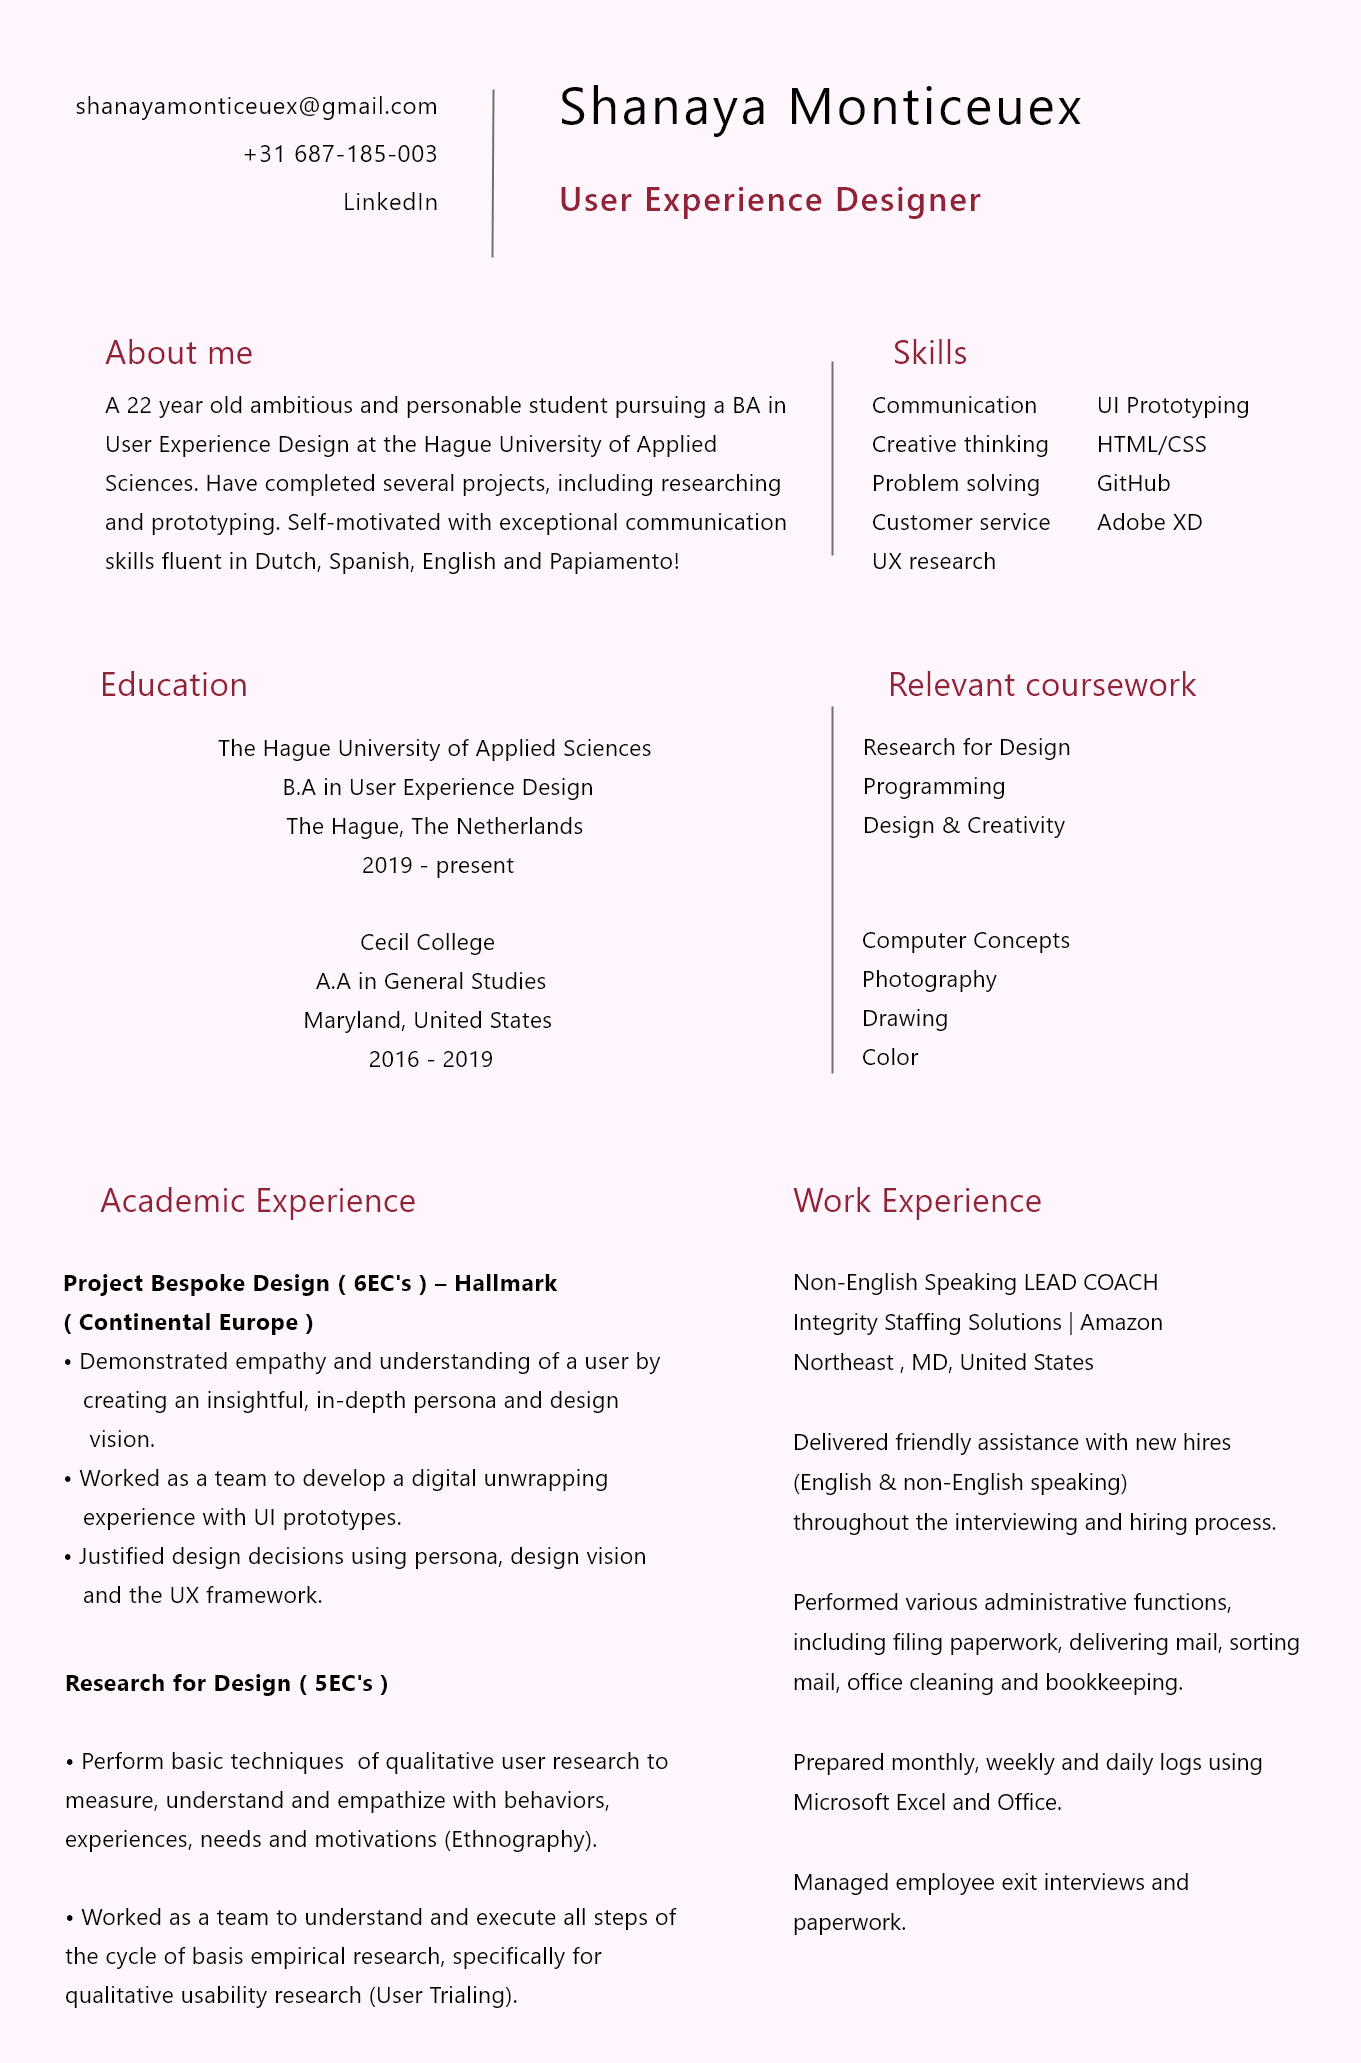 shanayamonticeuex@gmail.com
+31 687-185-003
LinkedIn
Shanaya Monticeuex
User Experience Designer
About me
A 22 year old ambitious and personable student pursuing a BA in
User Experience Design at the Hague University of Applied
Sciences. Have completed several projects, including researching
and prototyping. Self-motivated with exceptional communication
skills fluent in Dutch, Spanish, English and Papiamento!
Skills
Communication
Creative thinking
Problem solving
Customer service
UX research
UI Prototyping
HTML/CSS
GitHub
Adobe XD
Education
The Hague University of Applied Sciences
B.A in User Experience Design
The Hague, The Netherlands
2019 - present
Cecil College
A.A in General Studies
Maryland, United States
2016 - 2019
Relevant coursework
Research for Design
Programming
Design & Creativity
Computer Concepts
Photography
Drawing
Color
Academic Experience
Project Bespoke Design ( 6EC's ) – Hallmark
( Continental Europe )
• Demonstrated empathy and understanding of a user by
creating an insightful, in-depth persona and design
vision.
• Worked as a team to develop a digital unwrapping
experience with UI prototypes.
• Justified design decisions using persona, design vision
and the UX framework.
Research for Design ( 5EC's )
• Perform basic techniques  of qualitative user research to
measure, understand and empathize with behaviors,
experiences, needs and motivations (Ethnography).
• Worked as a team to understand and execute all steps of
the cycle of basis empirical research, specifically for
qualitative usability research (User Trialing).
Work Experience
Non-English Speaking LEAD COACH
Integrity Staffing Solutions | Amazon
Northeast , MD, United States
Delivered friendly assistance with new hires
(English & non-English speaking)
throughout the interviewing and hiring process.
Performed various administrative functions,
including filing paperwork, delivering mail, sorting
mail, office cleaning and bookkeeping.
Prepared monthly, weekly and daily logs using
Microsoft Excel and Office.
Managed employee exit interviews and
paperwork.